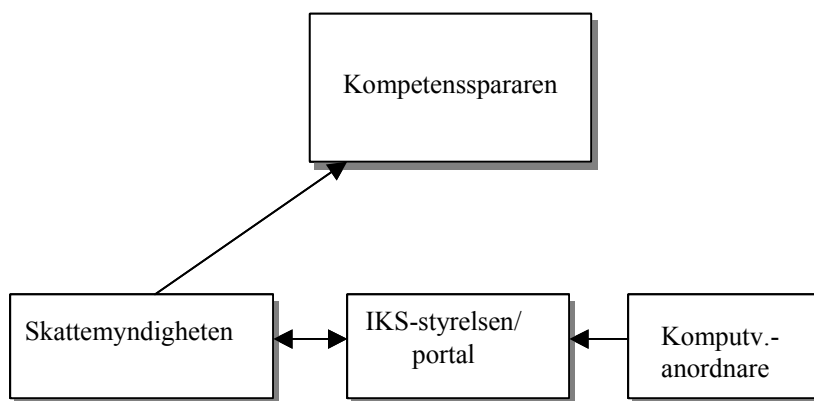 Kompetensspararen
Skattemyndigheten
IKS-styrelsen/
portal
Komputv.-
anordnare